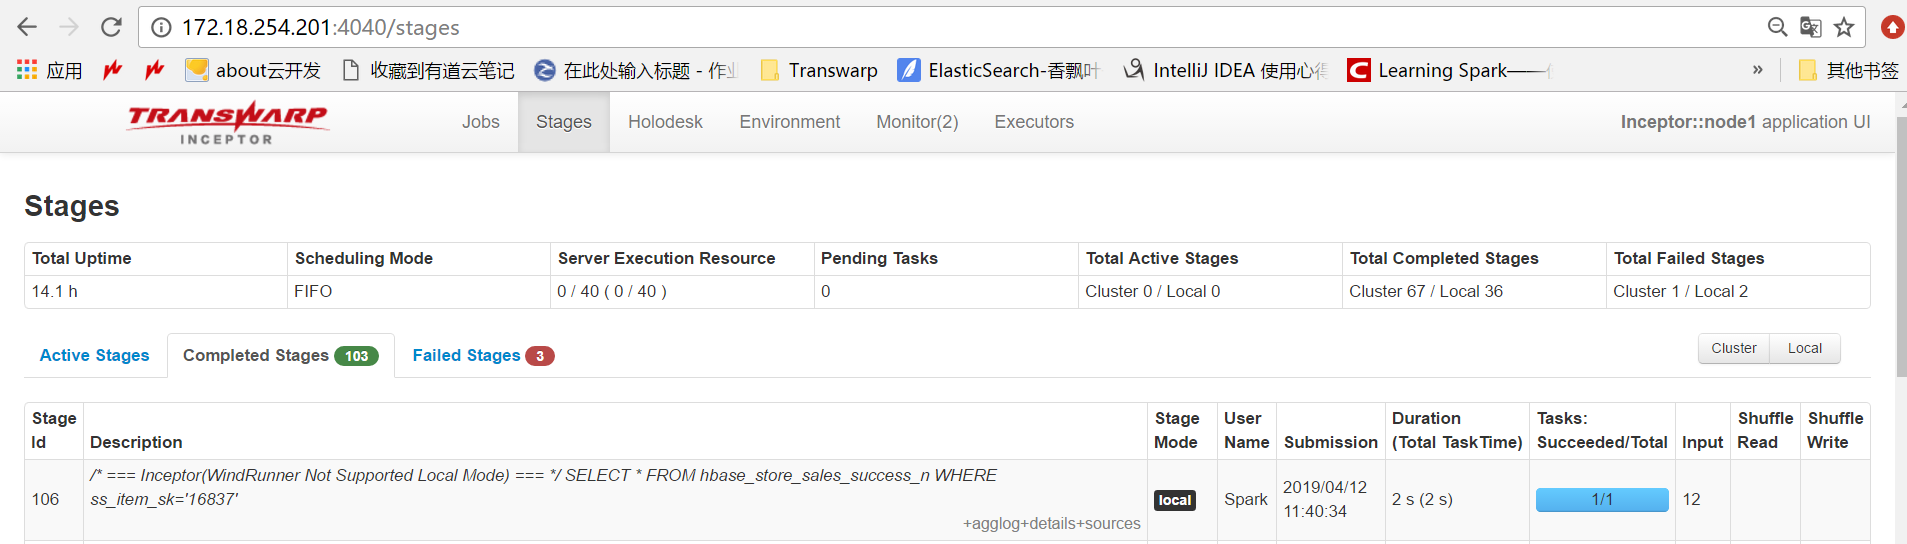 172.18.254.201:4040/stages
应用 about云开发 收藏到有道云笔记 在此处输入标题 - 作业 Transwarp ElasticSearch-香飘叶 IntelliJ IDEA 使用心得 Learning Spark—— » 其他书签
TRANSWARP
INCEPTOR
Jobs Stages Holodesk Environment Monitor(2) Executors Inceptor::node1 application UI
Stages
Total Uptime Scheduling Mode Server Execution Resource Pending Tasks Total Active Stages Total Completed Stages Total Failed Stages
14.1 h FIFO 0 / 40 ( 0 / 40 ) 0 Cluster 0 / Local 0 Cluster 67 / Local 36 Cluster 1 / Local 2
Active Stages Completed Stages 103 Failed Stages 3 Cluster Local
Stage Stage User Duration Tasks: Shuffle Shuffle
Id Description Mode Name Submission (Total TaskTime) Succeeded/Total Input Read Write
/* === Inceptor(WindRunner Not Supported Local Mode) === */ SELECT * FROM hbase_store_sales_success_n WHERE 2019/04/12
106 ss_item_sk='16837' local Spark 11:40:34 2 s (2 s) 1/1 12
+agglog+details+sources